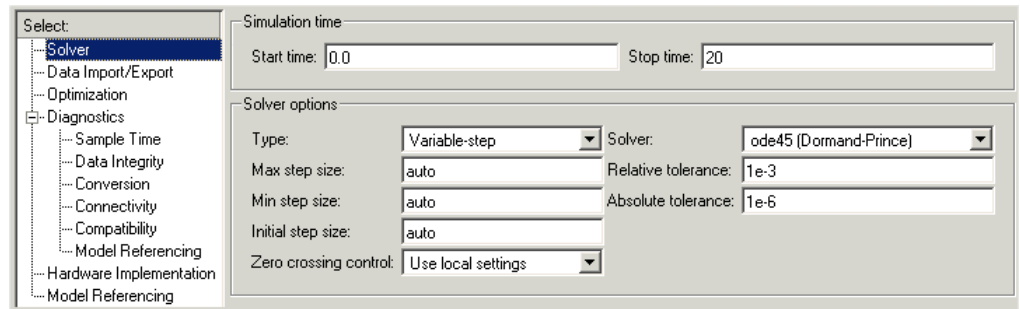 Select:
Solver
Data Import/Export
Optimization
Diagnostics
Sample Time
Data Integrity
Conversion
Connectivity
Compatibility
Model Referencing
Hardware Implementation
Model Referencing
Simulation time
Start time: 0.0 Stop time: 20
Solver options
Type: Variable-step Solver: ode45 (Dormand-Prince)
Max step size: auto Relative tolerance: 1e-3
Min step size: auto Absolute tolerance: 1e-6
Initial step size: auto
Zero crossing control: Use local settings